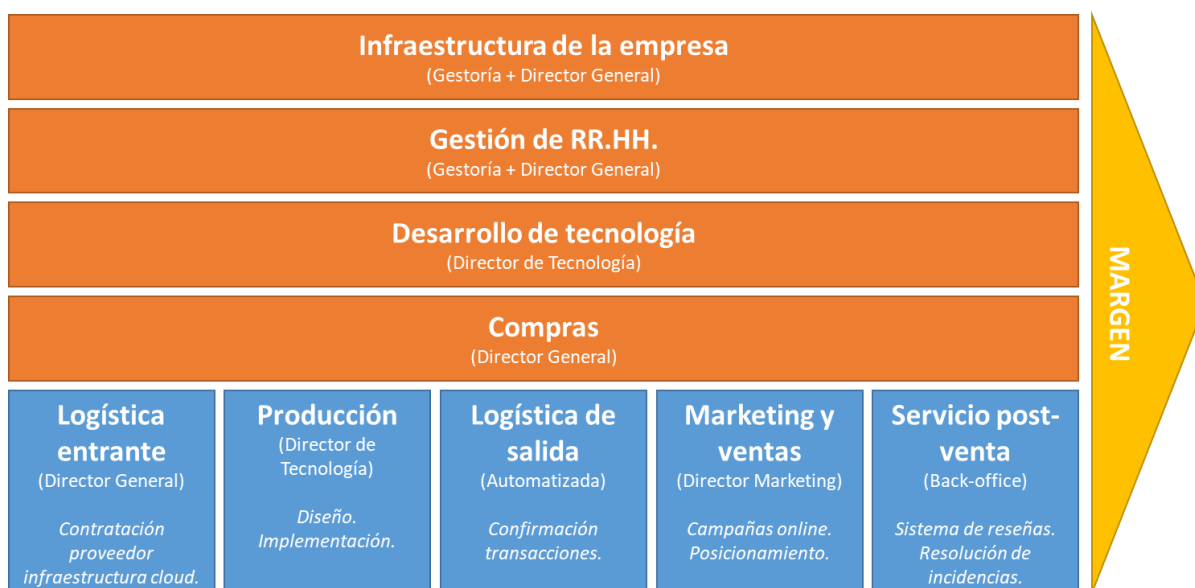 Infraestructura de la empresa
(Gestoría + Director General)
Gestión de RR.HH.
(Gestoría + Director General)
Desarrollo de tecnología
(Director de Tecnología)
Compras
(Director General)
MARGEN
Logística
entrante
(Director General)
Contratación
proveedor
infraestructura cloud.
Producción
(Director de
Tecnología)
Diseño.
Implementación.
Logística de
salida
(Automatizada)
Confirmación
transacciones.
Marketing y
ventas
(Director Marketing)
Campañas online.
Posicionamiento.
Servicio post-
venta
(Back-office)
Sistema de reseñas.
Resolución de
incidencias.